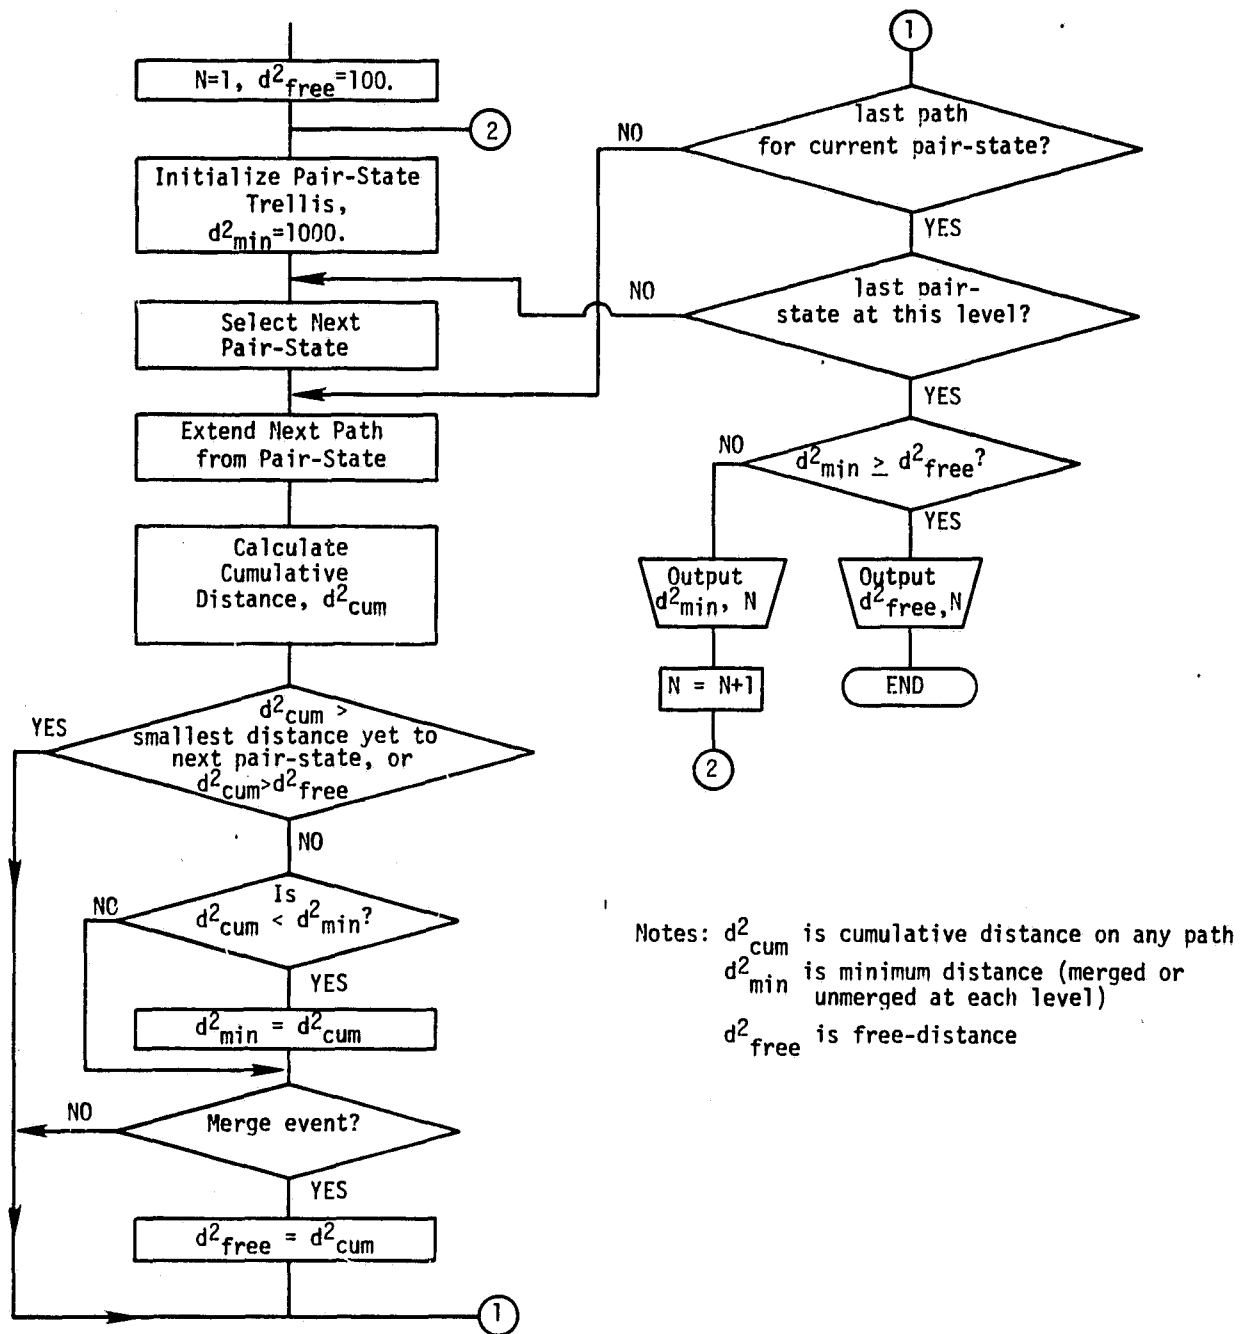 N=1, d²free=100.
2
Initialize Pair-State
Trellis,
d²min=1000.
Select Next
Pair-State
Extend Next Path
from Pair-State
Calculate
Cumulative
Distance, d²cum
d²cum >
smallest distance yet to
next pair-state, or
d²cum>d²free
YES
NO
Is
d²cum < d²min?
NO
YES
d²min = d²cum
Merge event?
NO
YES
d²free = d²cum
1
1
last path
for current pair-state?
NO
YES
last pair-
state at this level?
NO
YES
d²min ≥ d²free?
NO
YES
Output
d²min, N
Output
d²free,N
N = N+1
END
2
Notes: d²cum is cumulative distance on any path
d²min is minimum distance (merged or
unmerged at each level)
d²free is free-distance